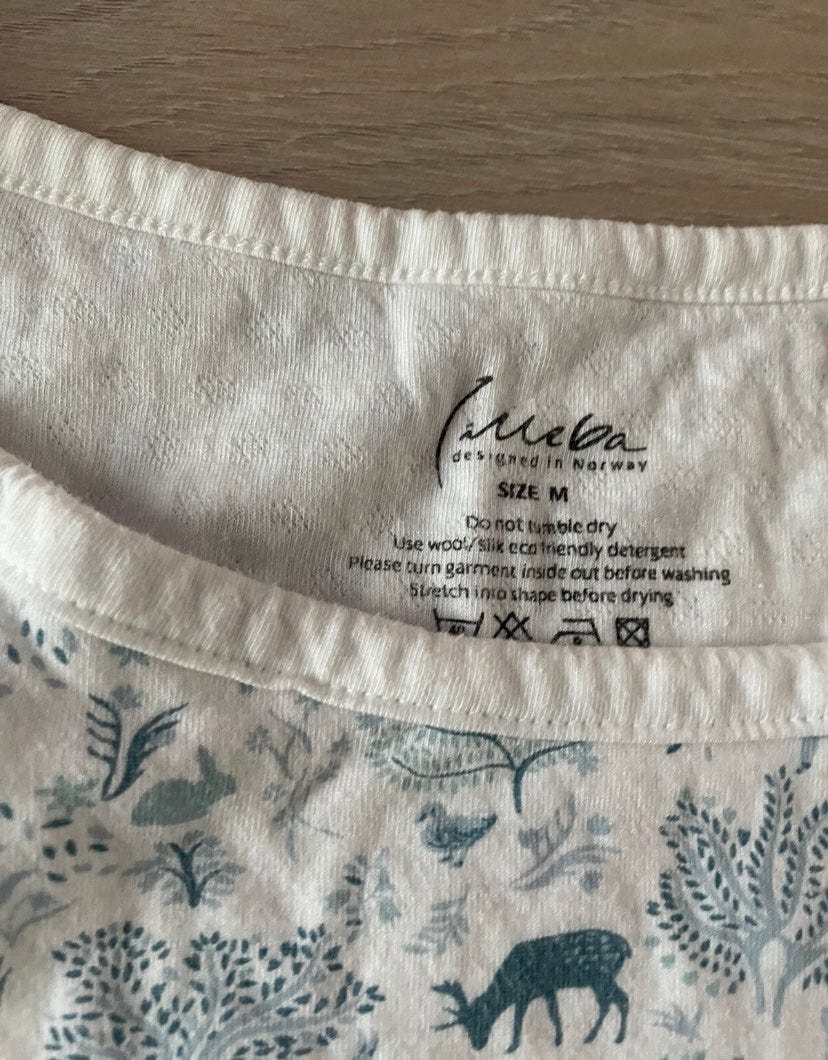 designed in Norway
SIZE M
Do not tumble dry
Use wool/silk eco friendly detergent
Please turn garment inside out before washing
Stretch into shape before drying
40